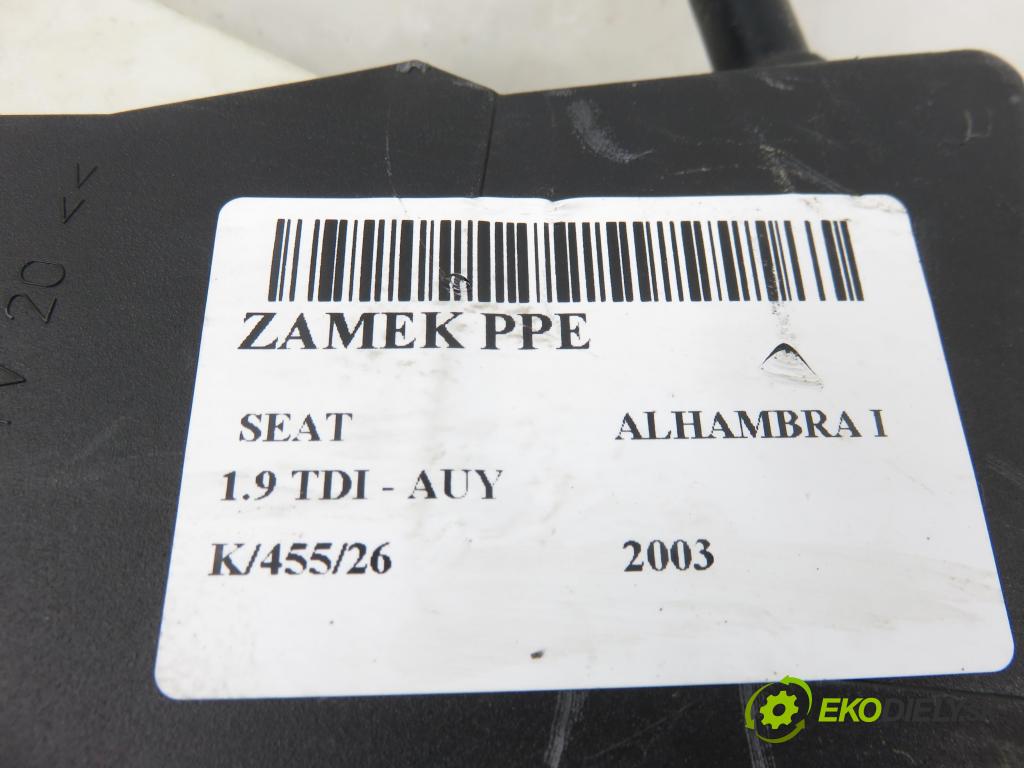 ZAMEK PPE
SEAT ALHAMBRA I
1.9 TDI - AUY
K/455/26 2003
20 <<
EKODIELY